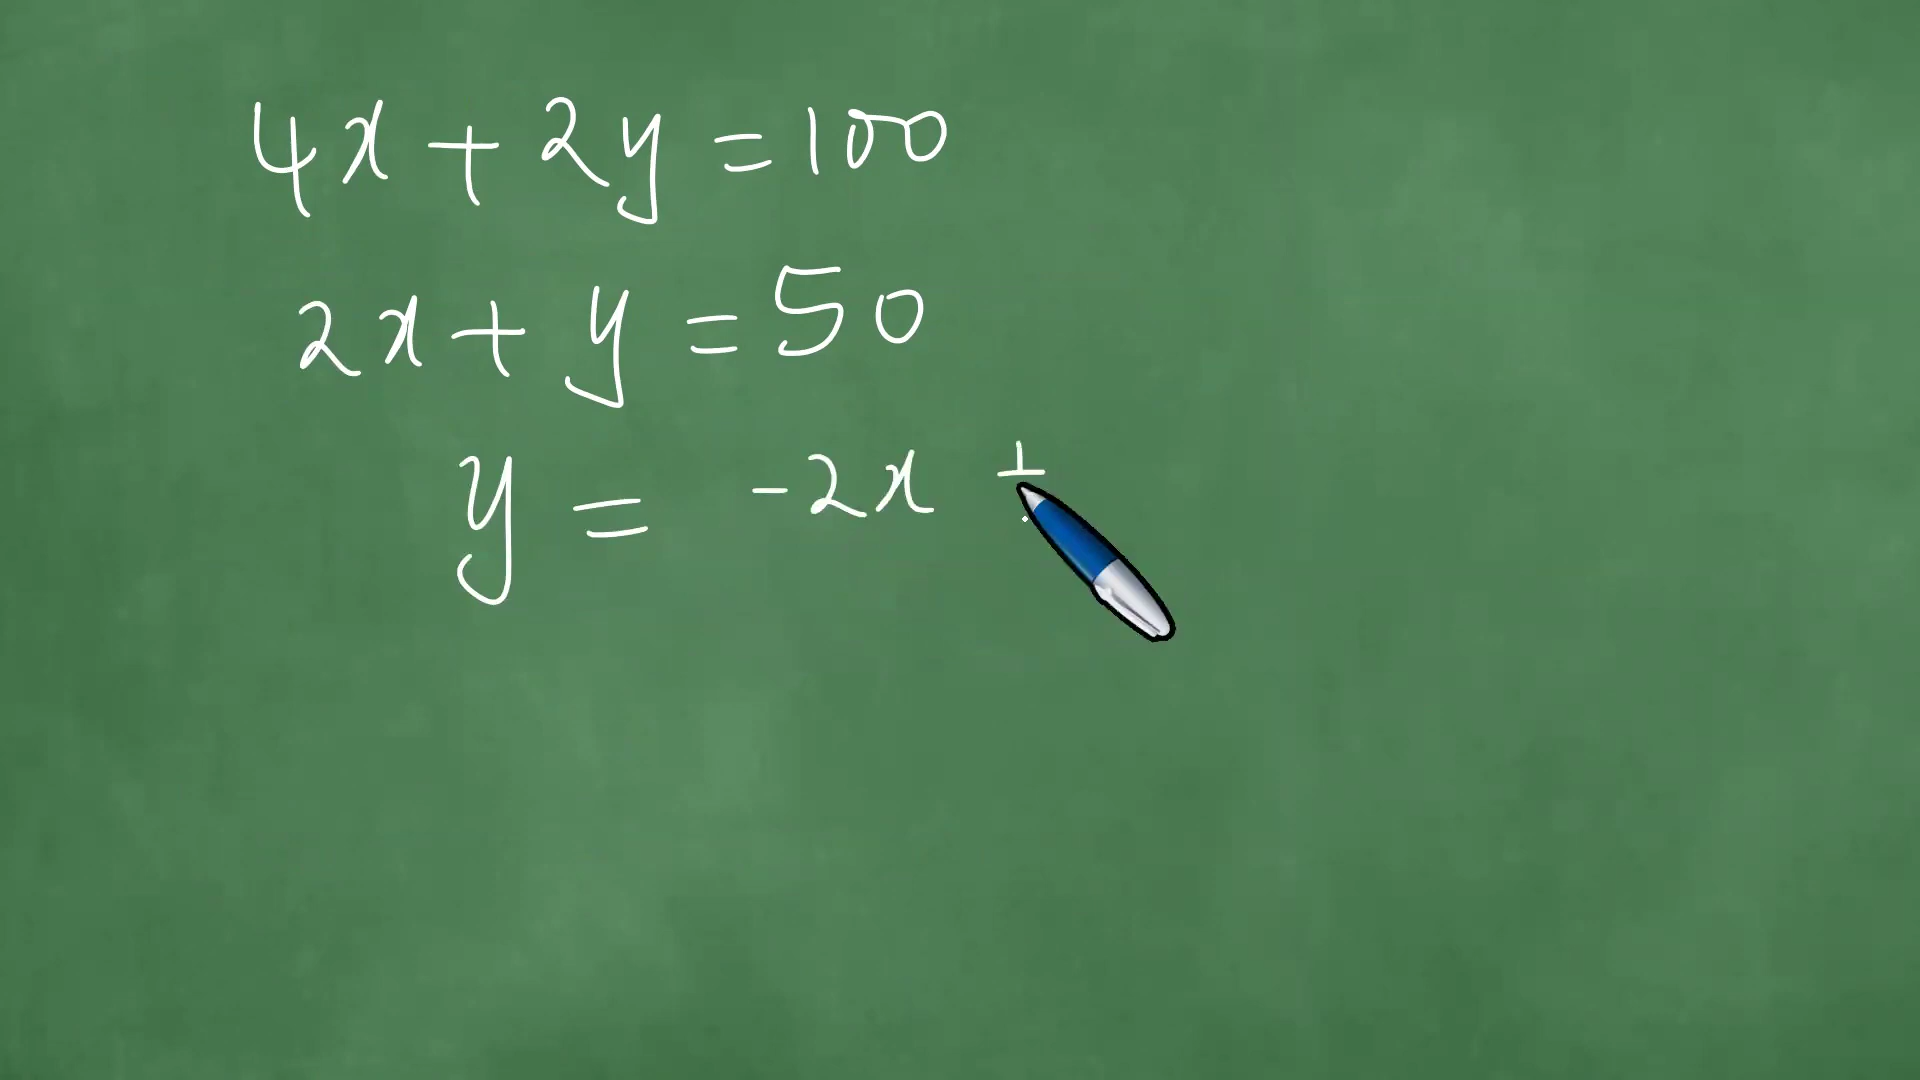 4x + 2y = 100
2x + y = 50
y = -2x +